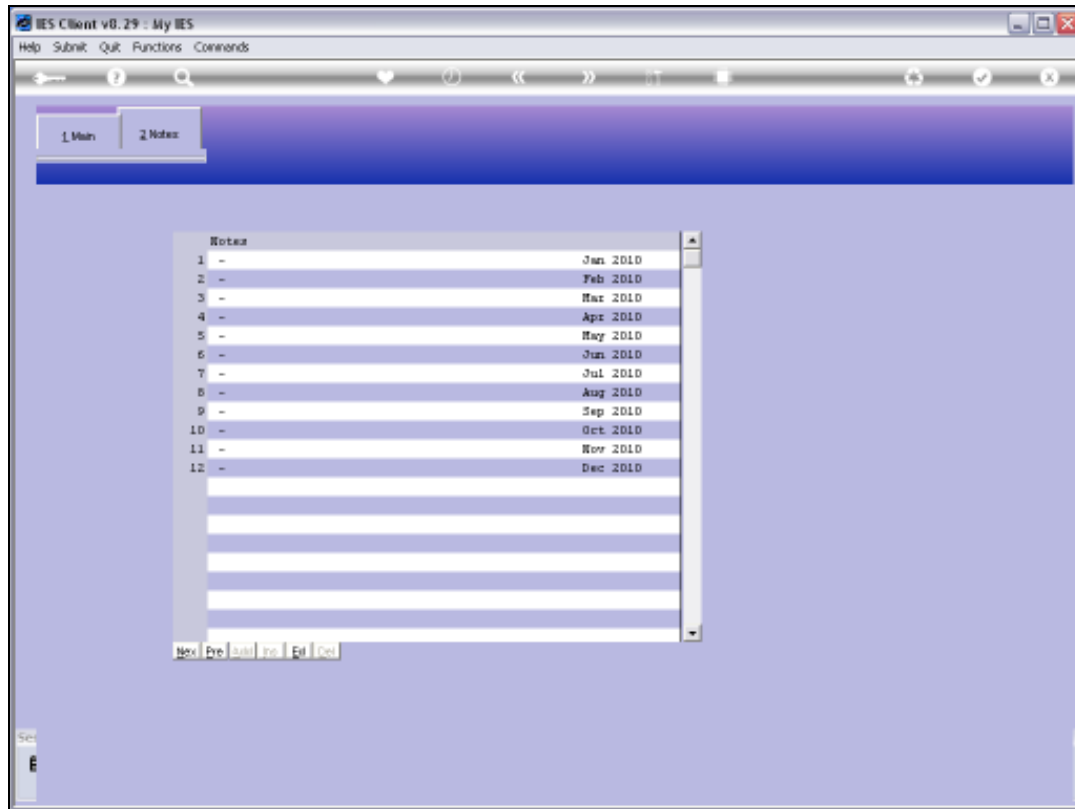 IES Client v8.29 : My IES
Help Submit Quit Functions Commands
1 Main 2 Notes
Notes
1 - Jan 2010
2 - Feb 2010
3 - Mar 2010
4 - Apr 2010
5 - May 2010
6 - Jun 2010
7 - Jul 2010
8 - Aug 2010
9 - Sep 2010
10 - Oct 2010
11 - Nov 2010
12 - Dec 2010
Nex Pre Add Ins Ed Del